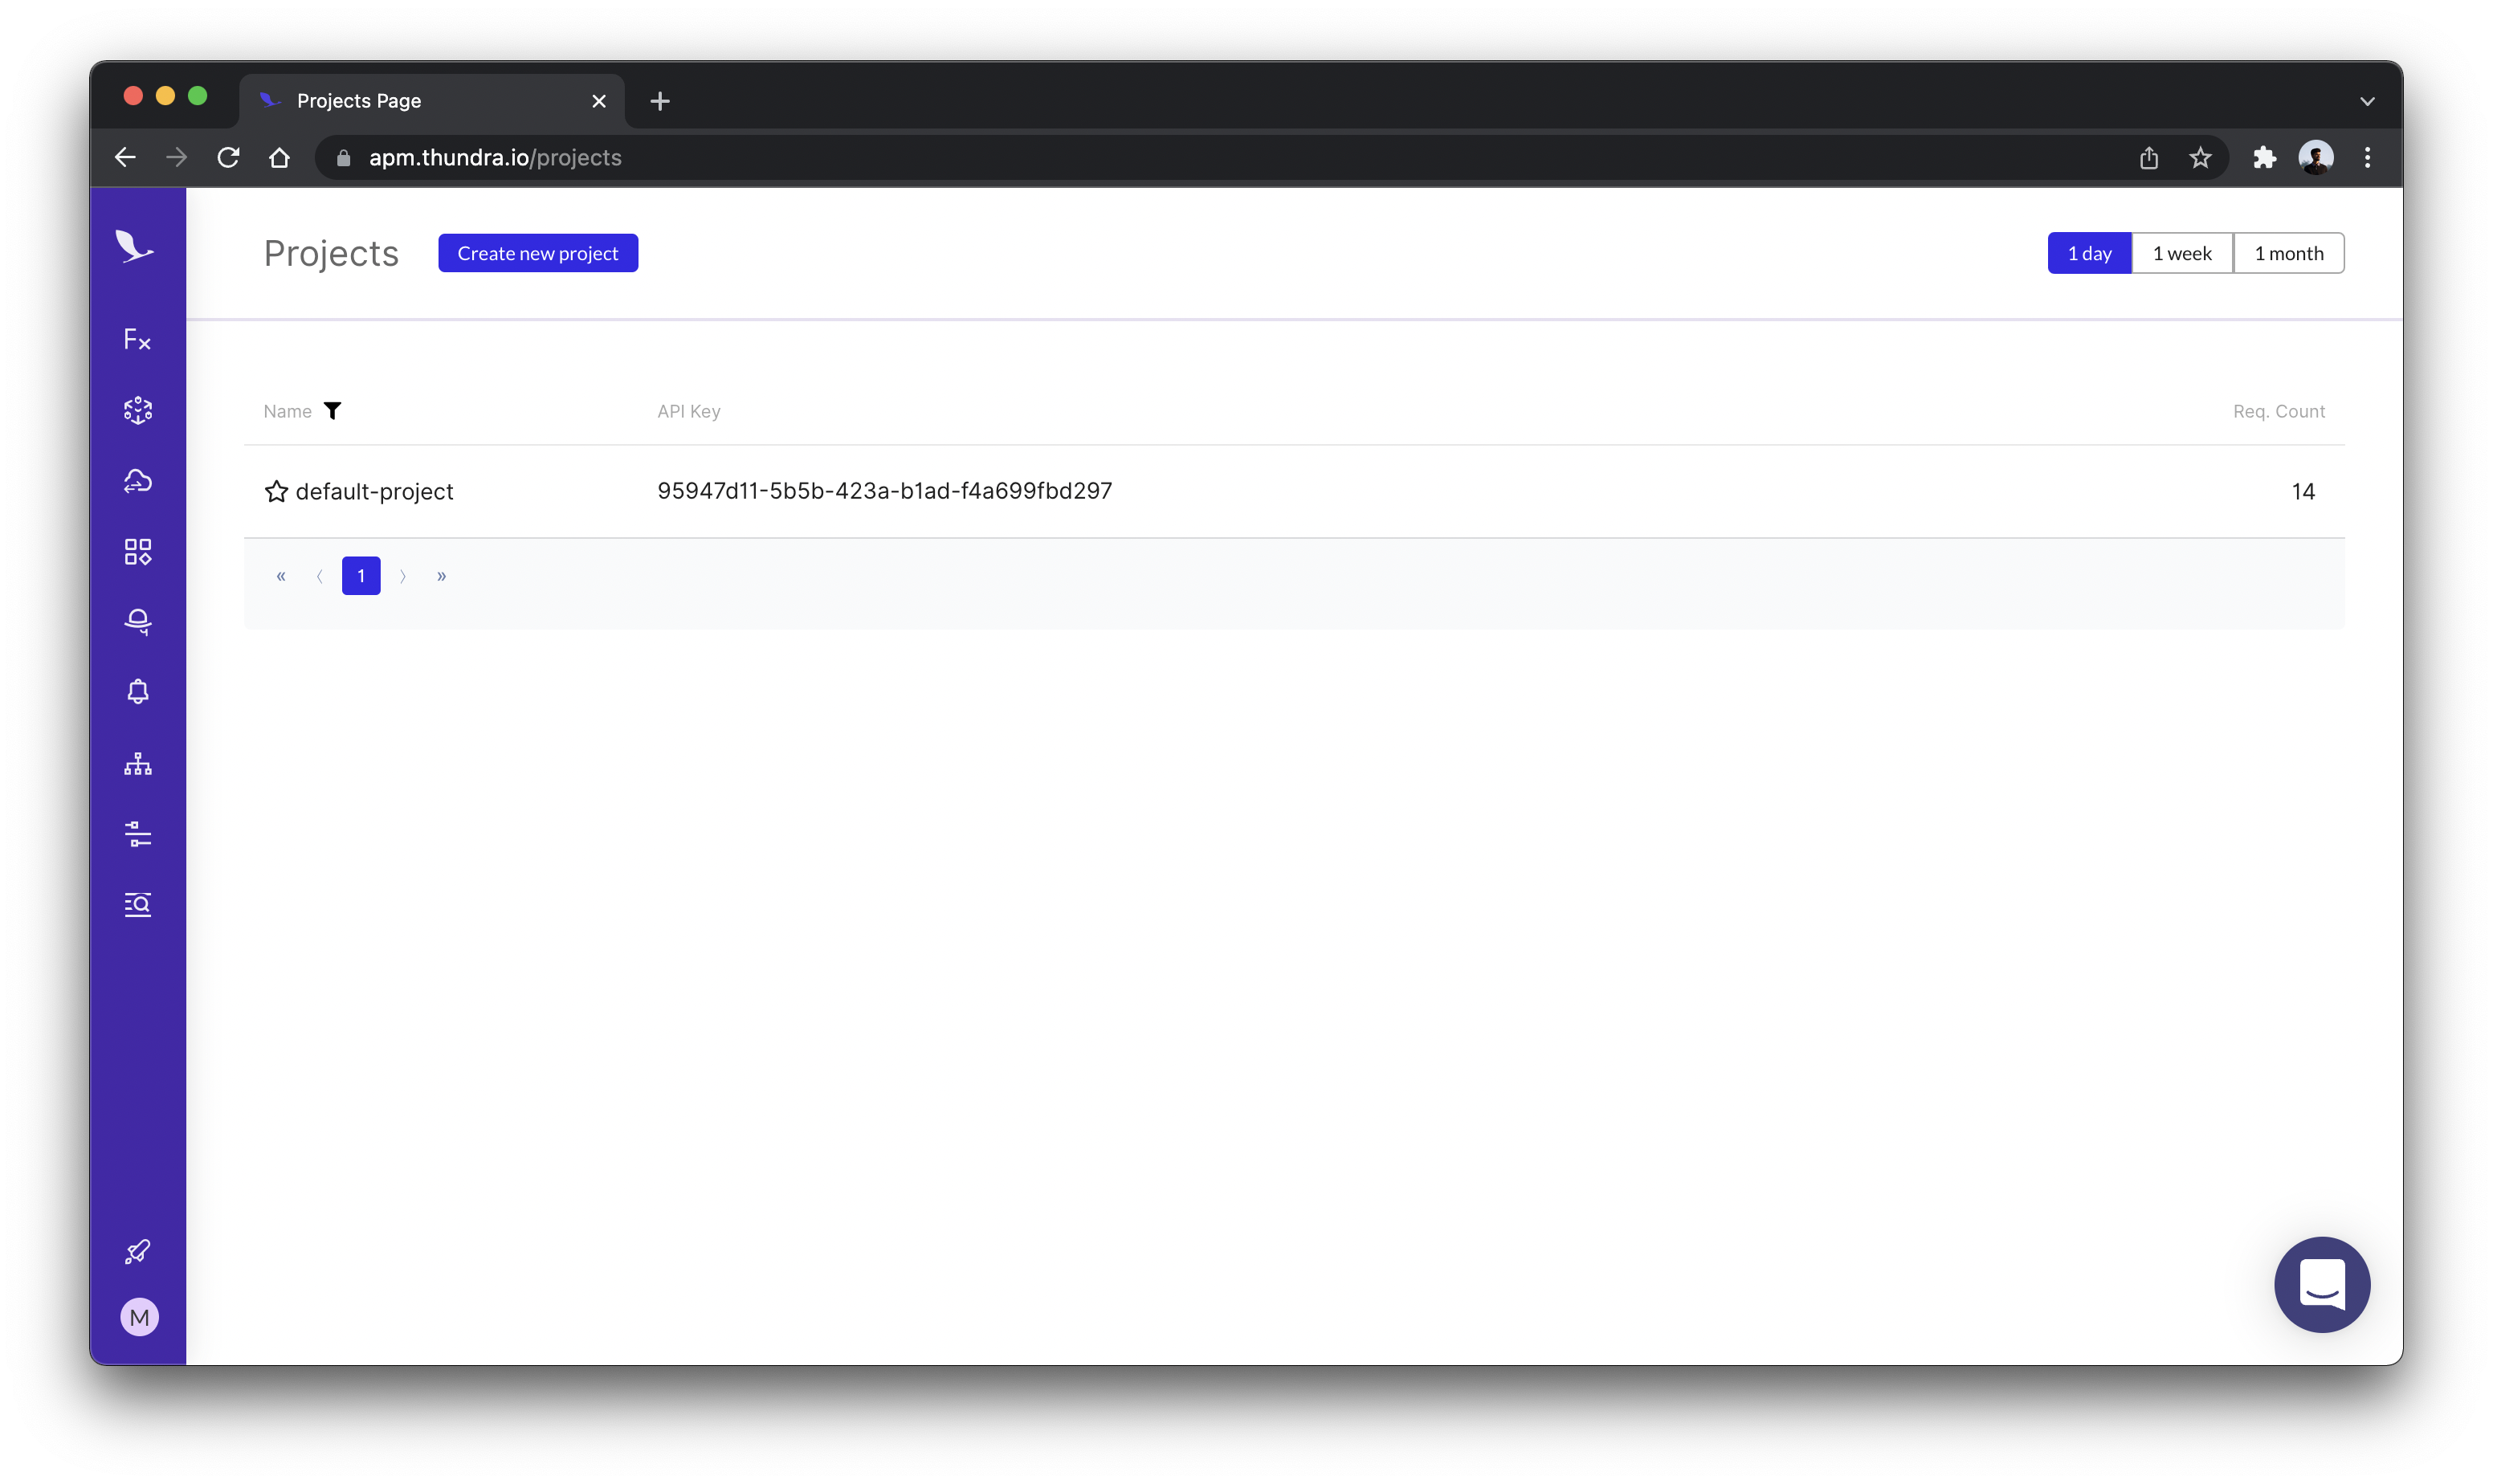 Projects Page
apm.thundra.io/projects
Projects
Create new project
1 day
1 week
1 month
Fx
Name
API Key
Req. Count
default-project
95947d11-5b5b-423a-b1ad-f4a699fbd297
14
« 〈 1 〉 »
M